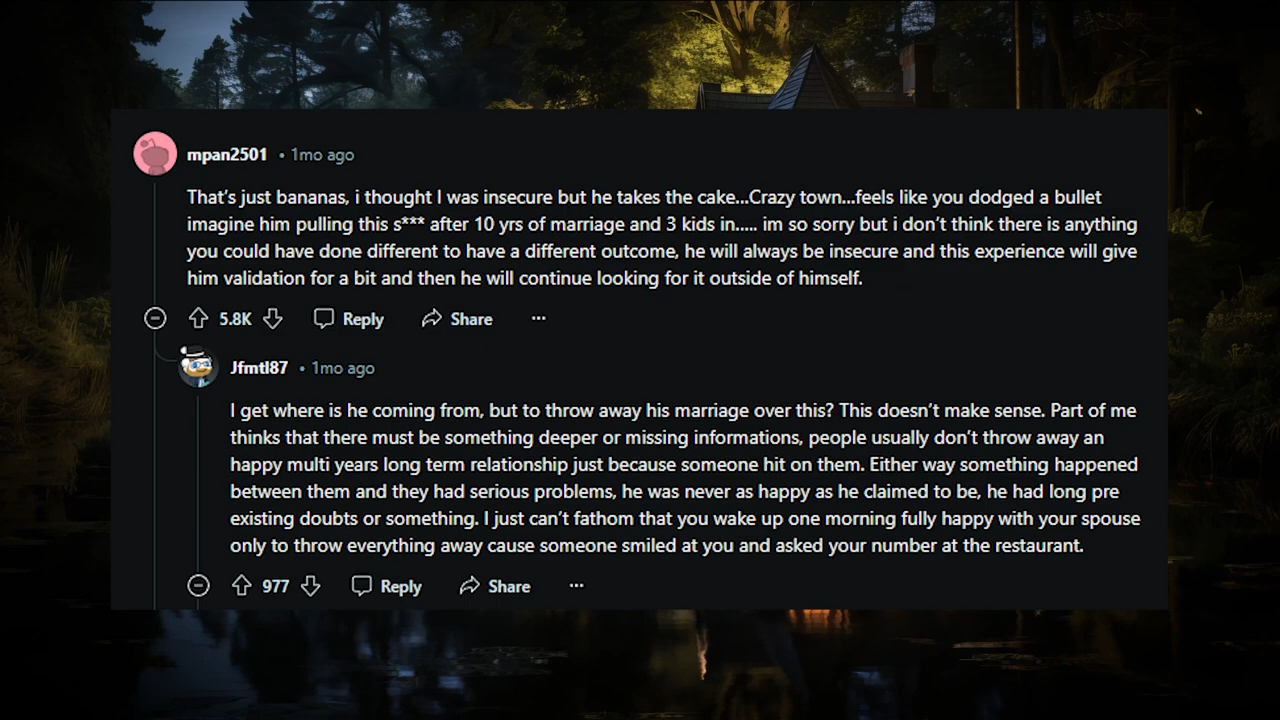 mpan2501 • 1mo ago
That's just bananas, i thought I was insecure but he takes the cake...Crazy town...feels like you dodged a bullet
imagine him pulling this s*** after 10 yrs of marriage and 3 kids in..... im so sorry but i don't think there is anything
you could have done different to have a different outcome, he will always be insecure and this experience will give
him validation for a bit and then he will continue looking for it outside of himself.
5.8K Reply Share ...
Jfmtl87 • 1mo ago
I get where is he coming from, but to throw away his marriage over this? This doesn't make sense. Part of me
thinks that there must be something deeper or missing informations, people usually don't throw away an
happy multi years long term relationship just because someone hit on them. Either way something happened
between them and they had serious problems, he was never as happy as he claimed to be, he had long pre
existing doubts or something. I just can't fathom that you wake up one morning fully happy with your spouse
only to throw everything away cause someone smiled at you and asked your number at the restaurant.
977 Reply Share ...